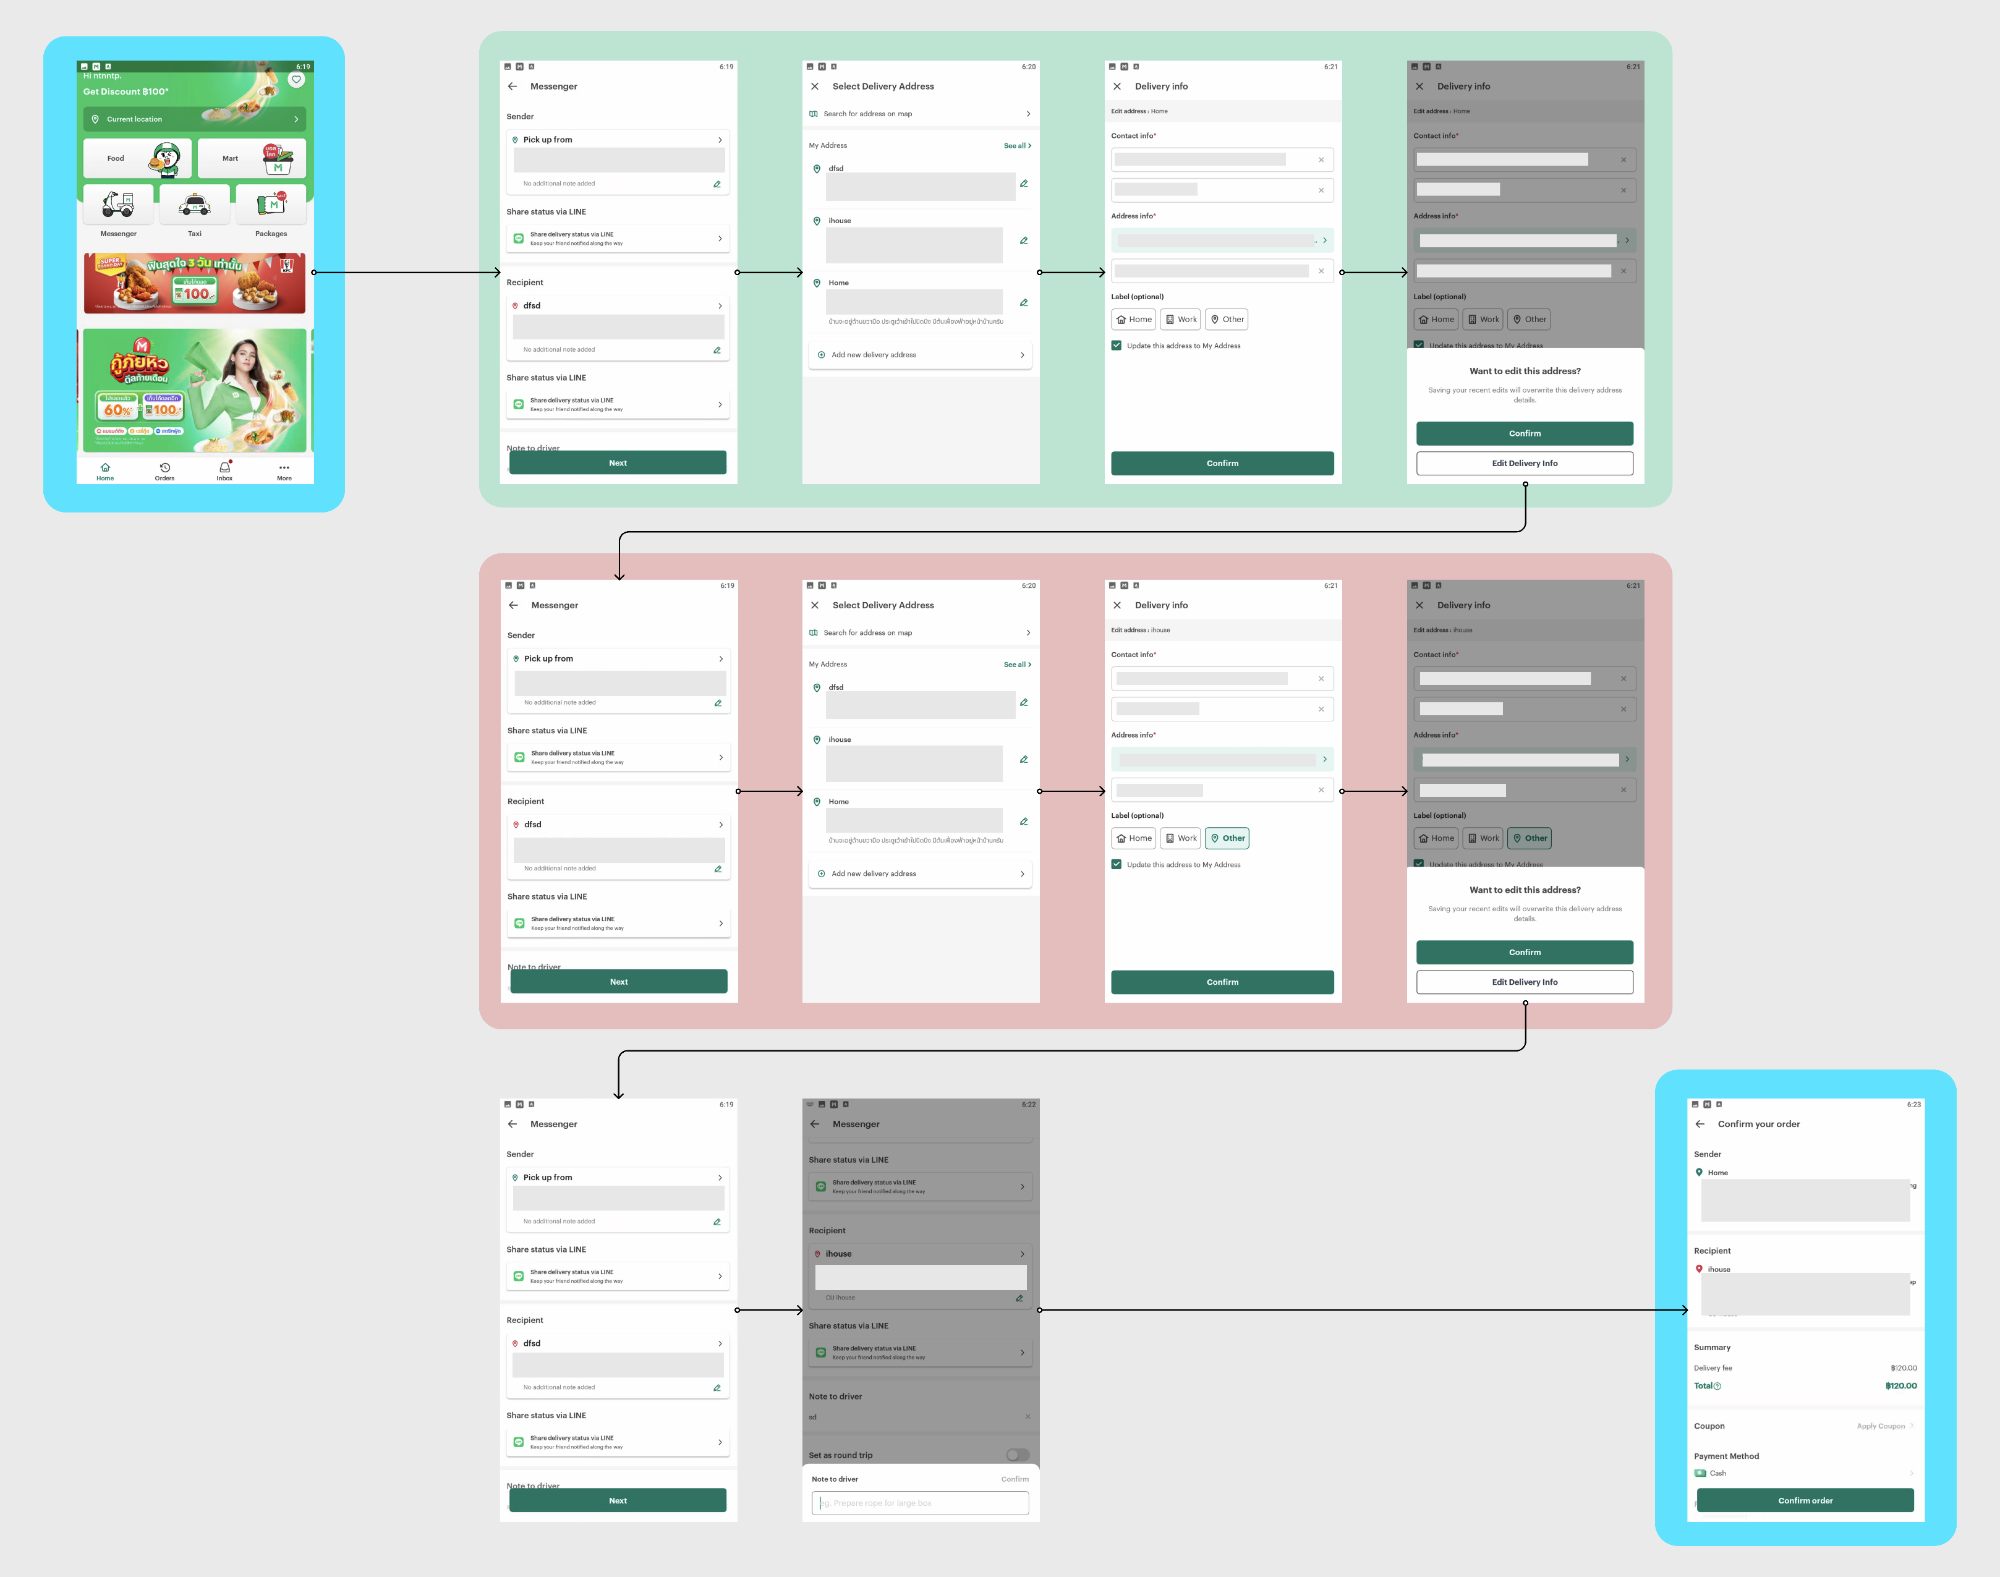 6:19
Hi ntnntp.
Get Discount ฿100*
Current location
Food
Mart
Messenger
Taxi
Packages
SUPER
ฟินสุดใจ 3 วัน เท่านั้น
KFC
100.-
กู้ภัยหิว
ดีลท้ายเดือน
60%
100.-
Home
Orders
Inbox
More
6:19
Messenger
Sender
Pick up from
No additional note added
Share status via LINE
Share delivery status via LINE
Keep your friend notified along the way
Recipient
dfsd
No additional note added
Share status via LINE
Share delivery status via LINE
Keep your friend notified along the way
Note to driver
Next
6:20
Select Delivery Address
Search for address on map
My Address
See all
dfsd
ihouse
Home
Add new delivery address
6:21
Delivery info
Edit address : Home
Contact info*
Address info*
Label (optional)
Home
Work
Other
Update this address to My Address
Confirm
6:21
Delivery info
Edit address : Home
Contact info*
Address info*
Label (optional)
Home
Work
Other
Update this address to My Address
Want to edit this address?
Saving your recent edits will overwrite this delivery address
details.
Confirm
Edit Delivery Info
6:19
Messenger
Sender
Pick up from
No additional note added
Share status via LINE
Share delivery status via LINE
Keep your friend notified along the way
Recipient
dfsd
No additional note added
Share status via LINE
Share delivery status via LINE
Keep your friend notified along the way
Note to driver
Next
6:20
Select Delivery Address
Search for address on map
My Address
See all
dfsd
ihouse
Home
Add new delivery address
6:21
Delivery info
Edit address : ihouse
Contact info*
Address info*
Label (optional)
Home
Work
Other
Update this address to My Address
Confirm
6:21
Delivery info
Edit address : ihouse
Contact info*
Address info*
Label (optional)
Home
Work
Other
Update this address to My Address
Want to edit this address?
Saving your recent edits will overwrite this delivery address
details.
Confirm
Edit Delivery Info
6:19
Messenger
Sender
Pick up from
No additional note added
Share status via LINE
Share delivery status via LINE
Keep your friend notified along the way
Recipient
dfsd
No additional note added
Share status via LINE
Share delivery status via LINE
Keep your friend notified along the way
Note to driver
Next
6:22
Messenger
Share status via LINE
Share delivery status via LINE
Keep your friend notified along the way
Recipient
ihouse
CU ihouse
Share status via LINE
Share delivery status via LINE
Keep your friend notified along the way
Note to driver
sd
Set as round trip
Note to driver
Confirm
eg. Prepare rope for large box
6:23
Confirm your order
Sender
Home
Recipient
ihouse
Summary
Delivery fee
฿120.00
Total
฿120.00
Coupon
Apply Coupon
Payment Method
Cash
Confirm order